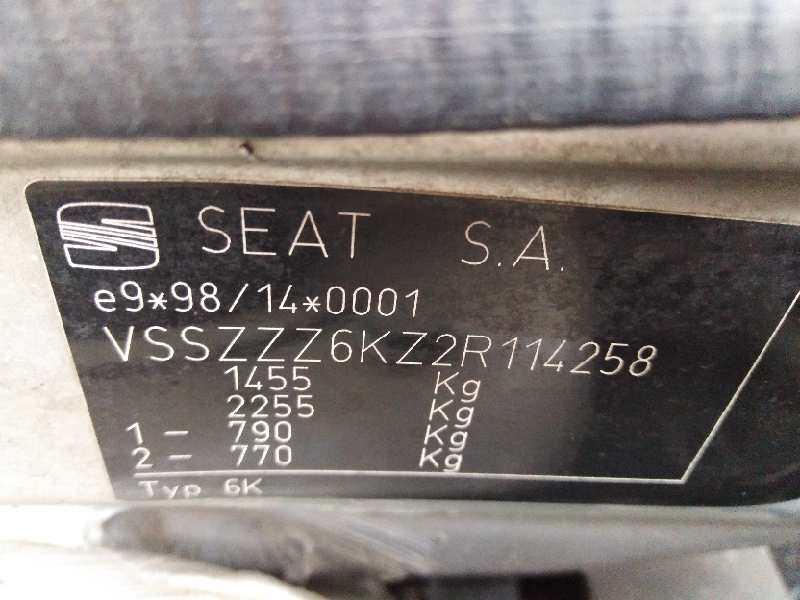 SEAT S.A.
e9*98/14*0001
VSSZZZ6KZ2R114258
1455 Kg
2255 Kg
1- 790 Kg
2- 770 Kg
Typ 6K